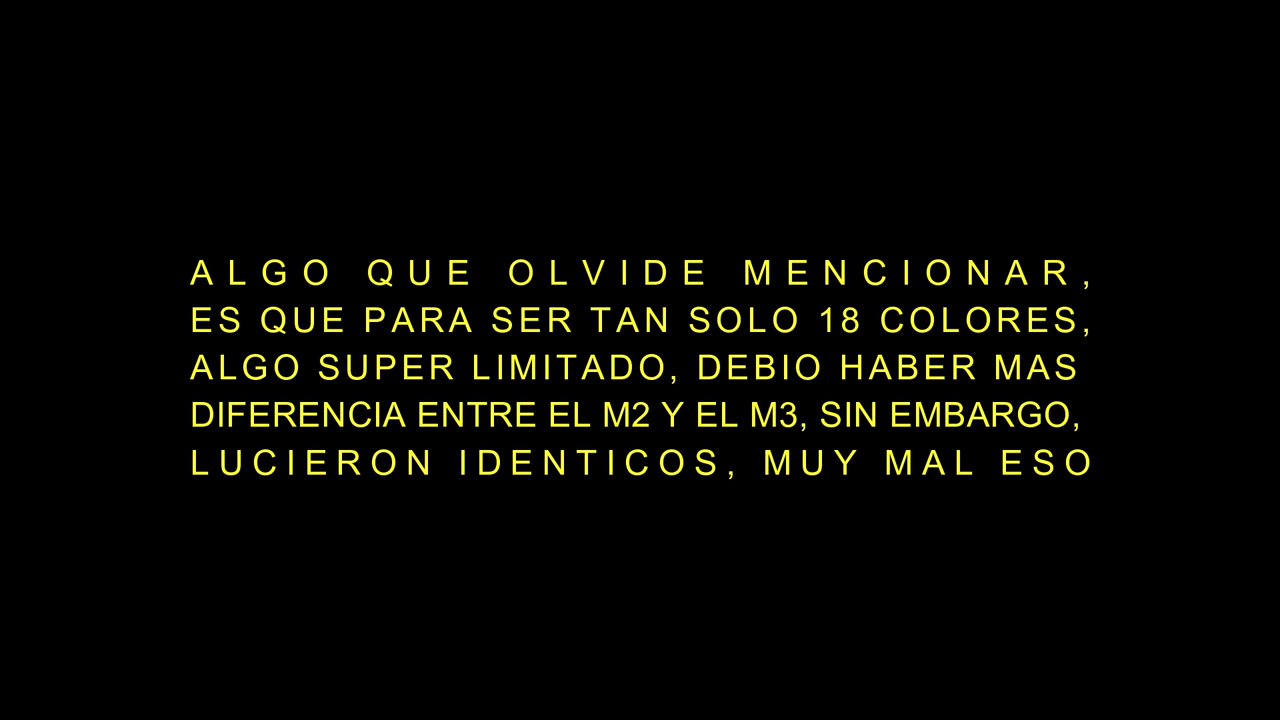 ALGO QUE OLVIDE MENCIONAR,
ES QUE PARA SER TAN SOLO 18 COLORES,
ALGO SUPER LIMITADO, DEBIO HABER MAS
DIFERENCIA ENTRE EL M2 Y EL M3, SIN EMBARGO,
LUCIERON IDENTICOS, MUY MAL ESO